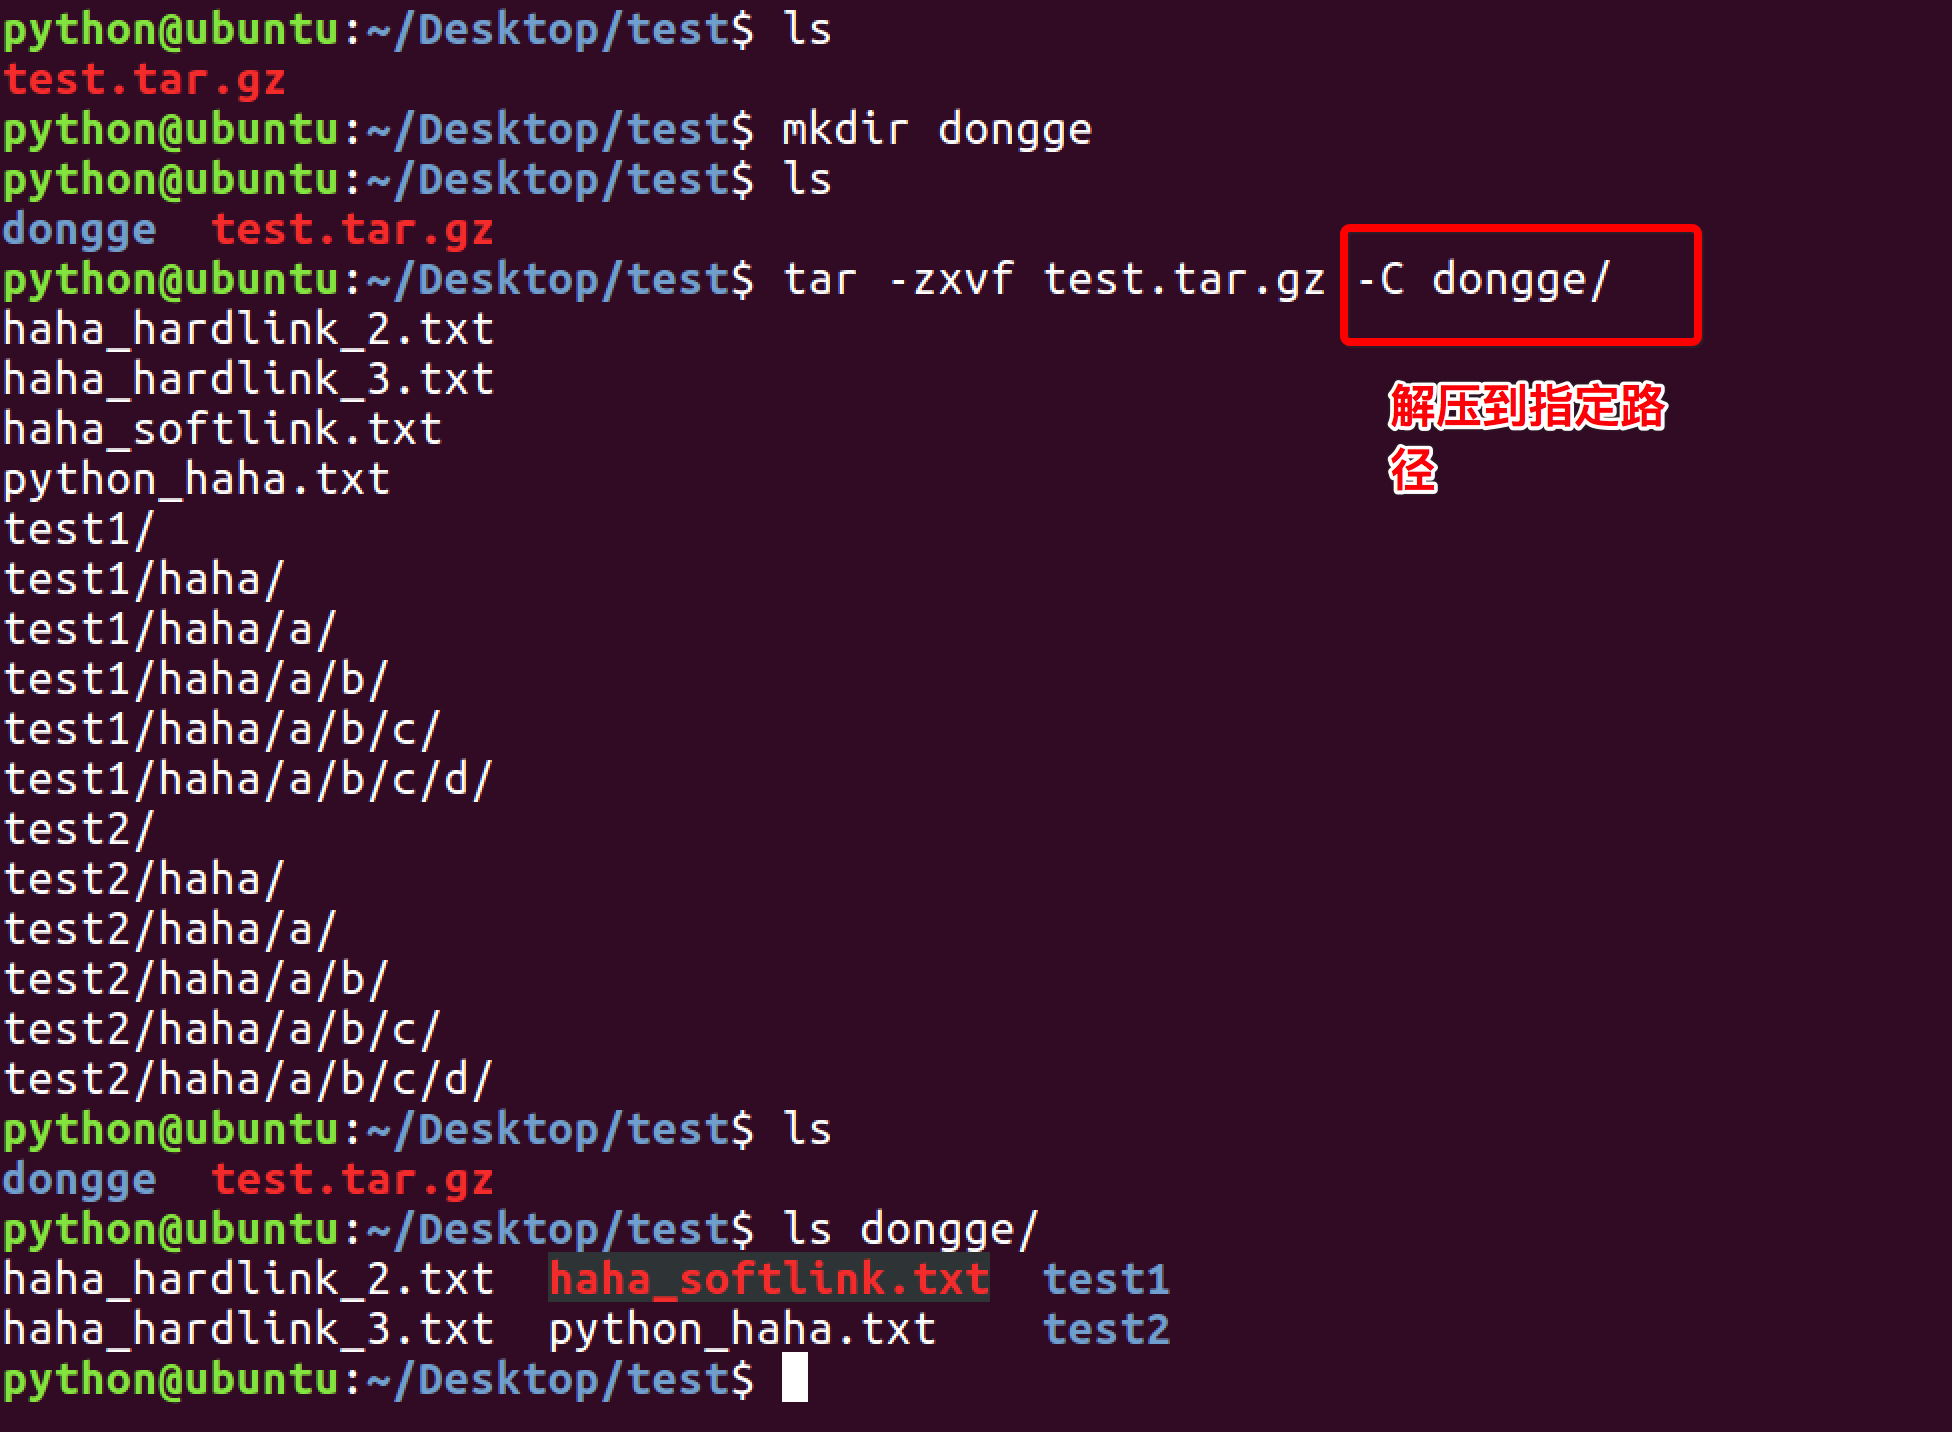 python@ubuntu:~/Desktop/test$ ls
test.tar.gz
python@ubuntu:~/Desktop/test$ mkdir dongge
python@ubuntu:~/Desktop/test$ ls
dongge  test.tar.gz
python@ubuntu:~/Desktop/test$ tar -zxvf test.tar.gz -C dongge/
haha_hardlink_2.txt
haha_hardlink_3.txt
解压到指定路
haha_softlink.txt
径
python_haha.txt
test1/
test1/haha/
test1/haha/a/
test1/haha/a/b/
test1/haha/a/b/c/
test1/haha/a/b/c/d/
test2/
test2/haha/
test2/haha/a/
test2/haha/a/b/
test2/haha/a/b/c/
test2/haha/a/b/c/d/
python@ubuntu:~/Desktop/test$ ls
dongge  test.tar.gz
python@ubuntu:~/Desktop/test$ ls dongge/
haha_hardlink_2.txt  haha_softlink.txt  test1
haha_hardlink_3.txt  python_haha.txt    test2
python@ubuntu:~/Desktop/test$